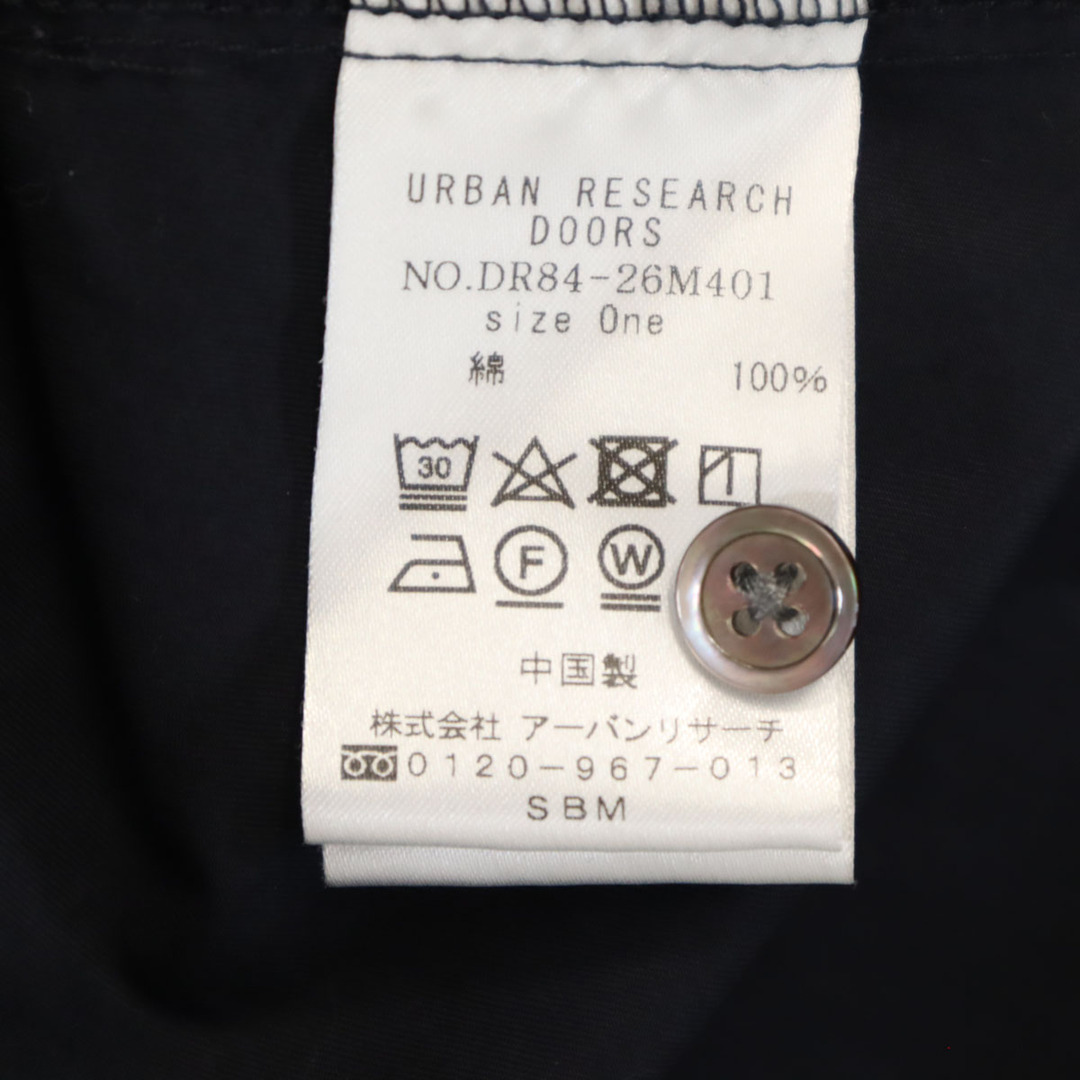 URBAN RESEARCH
DOORS
NO.DR84-26M401
size One
綿 100%
30
F W
中国製
株式会社 アーバンリサーチ
0120-967-013
SBM